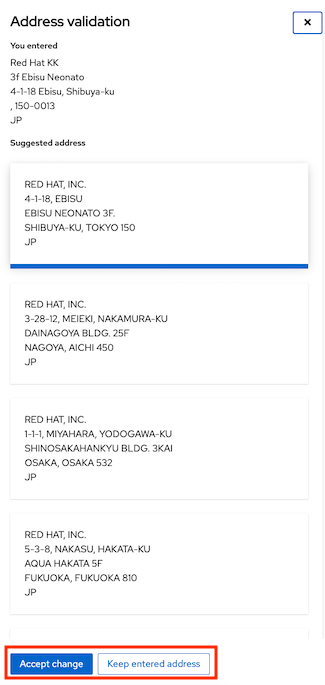 Address validation
You entered
Red Hat KK
3f Ebisu Neonato
4-1-18 Ebisu, Shibuya-ku
, 150-0013
JP
Suggested address
RED HAT, INC.
4-1-18, EBISU
EBISU NEONATO 3F.
SHIBUYA-KU, TOKYO 150
JP
RED HAT, INC.
3-28-12, MEIEKI, NAKAMURA-KU
DAINAGOYA BLDG. 25F
NAGOYA, AICHI 450
JP
RED HAT, INC.
1-1-1, MIYAHARA, YODOGAWA-KU
SHINOSAKAHANKYU BLDG. 3KAI
OSAKA, OSAKA 532
JP
RED HAT, INC.
5-3-8, NAKASU, HAKATA-KU
AQUA HAKATA 5F
FUKUOKA, FUKUOKA 810
JP
Accept change
Keep entered address